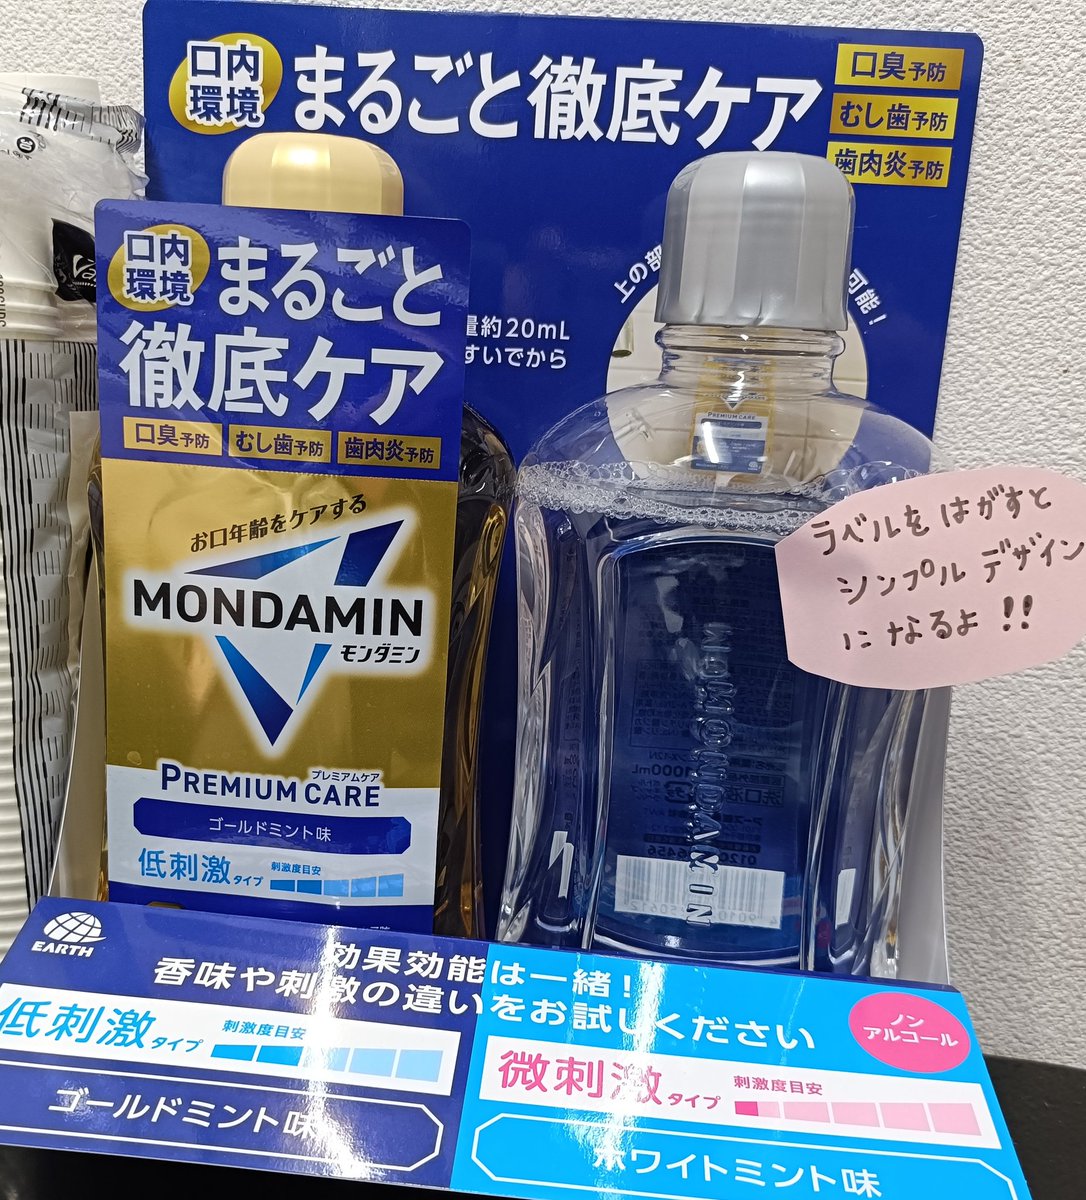 口内
環境
まるごと徹底ケア
口臭予防
むし歯予防
歯肉炎予防
上の部
可能!
量約20mL
すいでから
口内
環境
まるごと
徹底ケア
口臭予防
むし歯予防
歯肉炎予防
お口年齢をケアする
MONDAMIN
モンダミン
プレミアムケア
PREMIUM CARE
ゴールドミント味
低刺激タイプ
刺激度目安
PREMIUM CARE
MONDAMIN
1000mL
ラベルをはがすと
シンプルデザイン
になるよ!!
EARTH
効果効能は一緒!
香味や刺激の違いをお試しください
低刺激タイプ
刺激度目安
ゴールドミント味
ノン
アルコール
微刺激タイプ
刺激度目安
ホワイトミント味